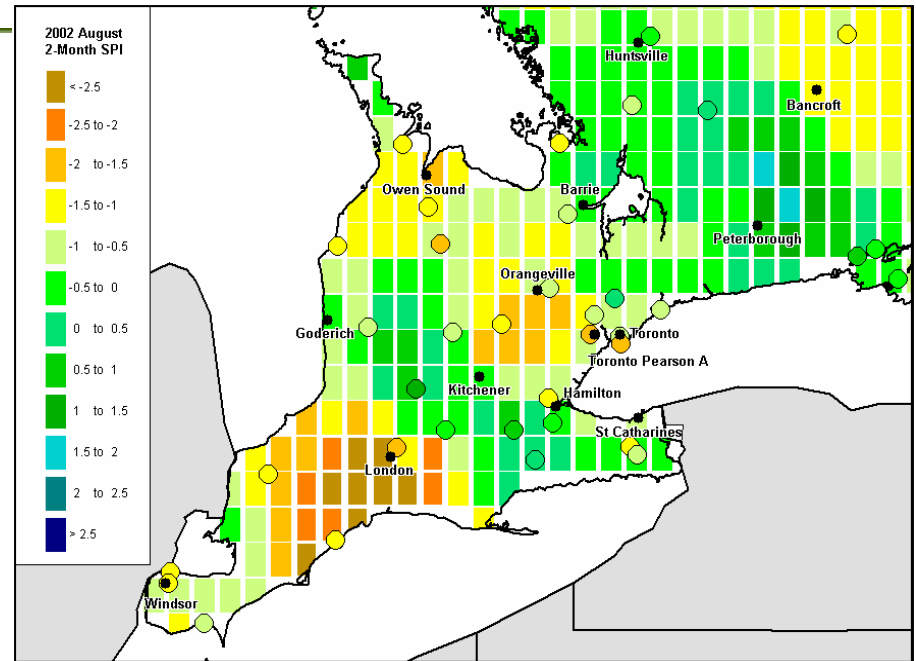 2002 August
2-Month SPI
< -2.5
-2.5 to -2
-2 to -1.5
-1.5 to -1
-1 to -0.5
-0.5 to 0
0 to 0.5
0.5 to 1
1 to 1.5
1.5 to 2
2 to 2.5
> 2.5
Huntsville
Bancroft
Owen Sound
Barrie
Peterborough
Orangeville
Goderich
Toronto
Toronto Pearson A
Kitchener
Hamilton
St Catharines
London
Windsor